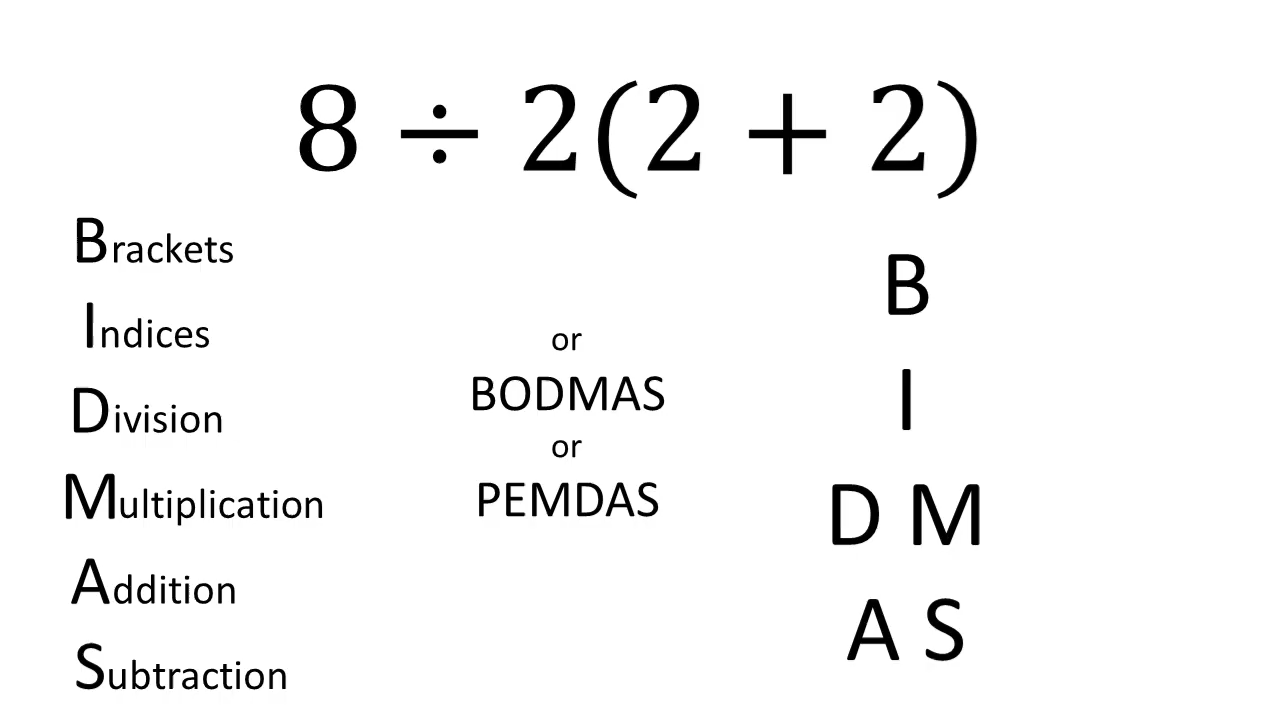 8 ÷ 2(2 + 2)
Brackets
Indices
Division
Multiplication
Addition
Subtraction
or
BODMAS
or
PEMDAS
B
I
D M
A S